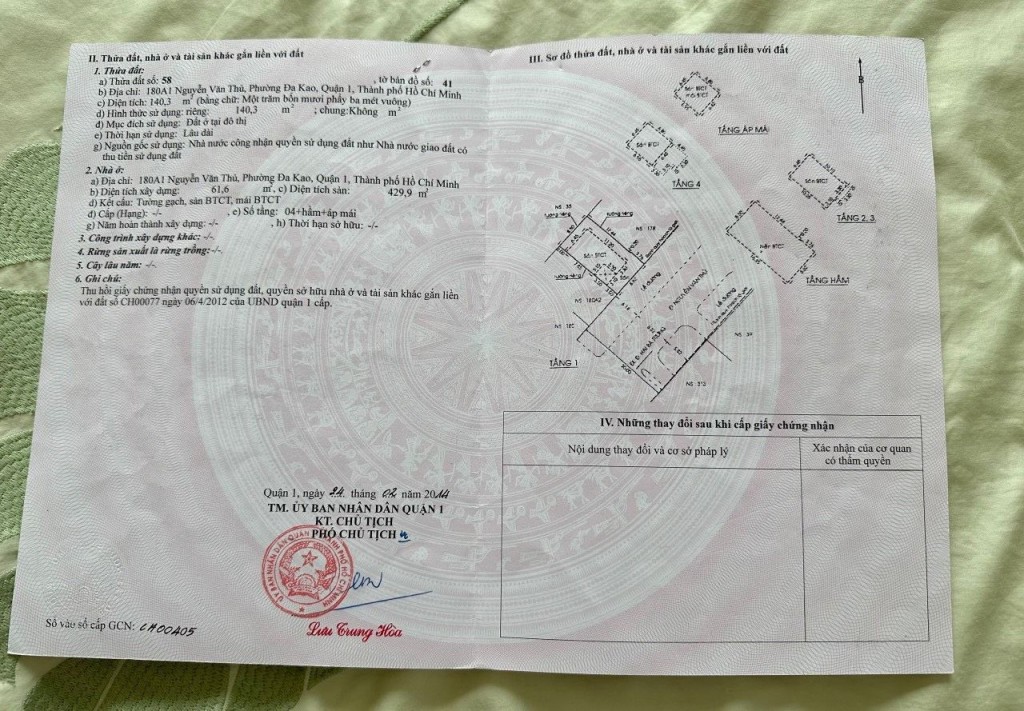 II. Thửa đất, nhà ở và tài sản khác gắn liền với đất
1. Thửa đất:
a) Thửa đất số: 58 , tờ bản đồ số: 41
b) Địa chỉ: 180A1 Nguyễn Văn Thủ, Phường Đa Kao, Quận 1, Thành phố Hồ Chí Minh
c) Diện tích: 140,3 m² (bằng chữ: Một trăm bốn mươi phẩy ba mét vuông)
d) Hình thức sử dụng: riêng: 140,3 m² ; chung:Không m²
đ) Mục đích sử dụng: Đất ở tại đô thị
e) Thời hạn sử dụng: Lâu dài
g) Nguồn gốc sử dụng: Nhà nước công nhận quyền sử dụng đất như Nhà nước giao đất có
thu tiền sử dụng đất
2. Nhà ở:
a) Địa chỉ: 180A1 Nguyễn Văn Thủ, Phường Đa Kao, Quận 1, Thành phố Hồ Chí Minh
b) Diện tích xây dựng: 61,6 m², c) Diện tích sàn: 429,9 m²
d) Kết cấu: Tường gạch, sàn BTCT, mái BTCT
đ) Cấp (Hạng): -/- , e) Số tầng: 04+hầm+áp mái
g) Năm hoàn thành xây dựng: -/- , h) Thời hạn sở hữu: -/-
3. Công trình xây dựng khác: -/-
4. Rừng sản xuất là rừng trồng:-/-
5. Cây lâu năm: -/-
6. Ghi chú:
Thu hồi giấy chứng nhận quyền sử dụng đất, quyền sở hữu nhà ở và tài sản khác gắn liền
với đất số CH00077 ngày 06/4/2012 của UBND quận 1 cấp.
Quận 1, ngày 24 tháng 02 năm 2014
TM. ỦY BAN NHÂN DÂN QUẬN 1
KT. CHỦ TỊCH
PHÓ CHỦ TỊCH
Lưu Trung Hòa
Số vào sổ cấp GCN: CH00405
III. Sơ đồ thửa đất, nhà ở và tài sản khác gắn liền với đất
B
TẦNG ÁP MÁI
TẦNG 4
TẦNG 2, 3
TẦNG HẦM
NS 180A2
NS 312
TẦNG 1
IV. Những thay đổi sau khi cấp giấy chứng nhận
Nội dung thay đổi và cơ sở pháp lý
Xác nhận của cơ quan
có thẩm quyền